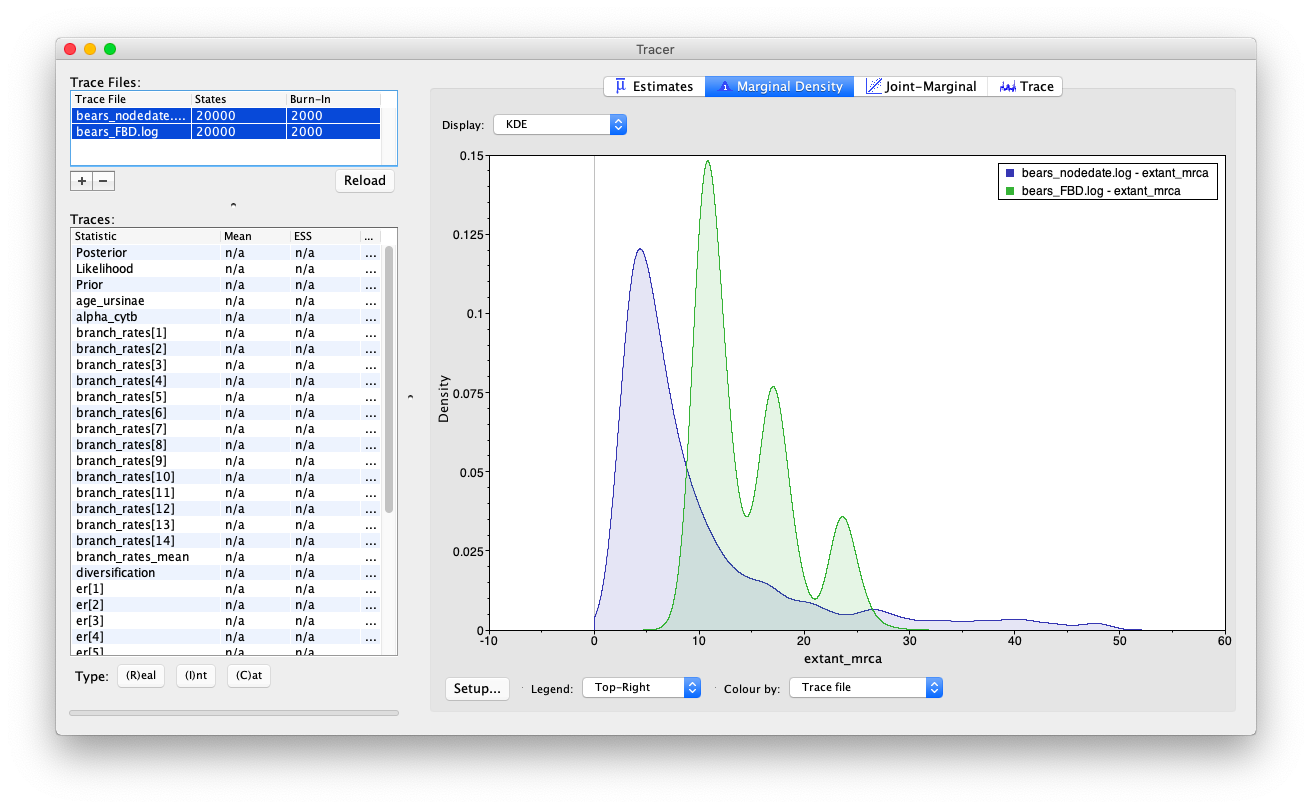 Tracer
Trace Files:
Trace File States Burn-In
bears_nodedate.... 20000 2000
bears_FBD.log 20000 2000
+ −
Reload
Traces:
Statistic Mean ESS ...
Posterior n/a n/a ...
Likelihood n/a n/a ...
Prior n/a n/a ...
age_ursinae n/a n/a ...
alpha_cytb n/a n/a ...
branch_rates[1] n/a n/a ...
branch_rates[2] n/a n/a ...
branch_rates[3] n/a n/a ...
branch_rates[4] n/a n/a ...
branch_rates[5] n/a n/a ...
branch_rates[6] n/a n/a ...
branch_rates[7] n/a n/a ...
branch_rates[8] n/a n/a ...
branch_rates[9] n/a n/a ...
branch_rates[10] n/a n/a ...
branch_rates[11] n/a n/a ...
branch_rates[12] n/a n/a ...
branch_rates[13] n/a n/a ...
branch_rates[14] n/a n/a ...
branch_rates_mean n/a n/a ...
diversification n/a n/a ...
er[1] n/a n/a ...
er[2] n/a n/a ...
er[3] n/a n/a ...
er[4] n/a n/a ...
er[5] n/a n/a ...
Type: (R)eal (I)nt (C)at
Estimates Marginal Density Joint-Marginal Trace
Display: KDE
bears_nodedate.log - extant_mrca
bears_FBD.log - extant_mrca
0.15
0.125
0.1
0.075
0.05
0.025
0
Density
-10 0 10 20 30 40 50 60
extant_mrca
Setup... Legend: Top-Right Colour by: Trace file